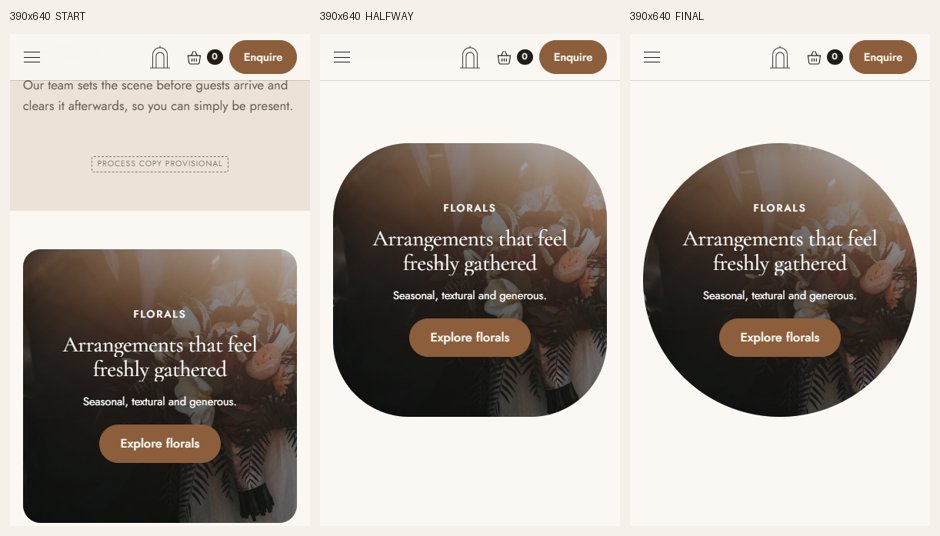 390x640 START
0
Enquire
Our team sets the scene before guests arrive and
clears it afterwards, so you can simply be present.
PROCESS COPY PROVISIONAL
FLORALS
Arrangements that feel
freshly gathered
Seasonal, textural and generous.
Explore florals
390x640 HALFWAY
0
Enquire
FLORALS
Arrangements that feel
freshly gathered
Seasonal, textural and generous.
Explore florals
390x640 FINAL
0
Enquire
FLORALS
Arrangements that feel
freshly gathered
Seasonal, textural and generous.
Explore florals